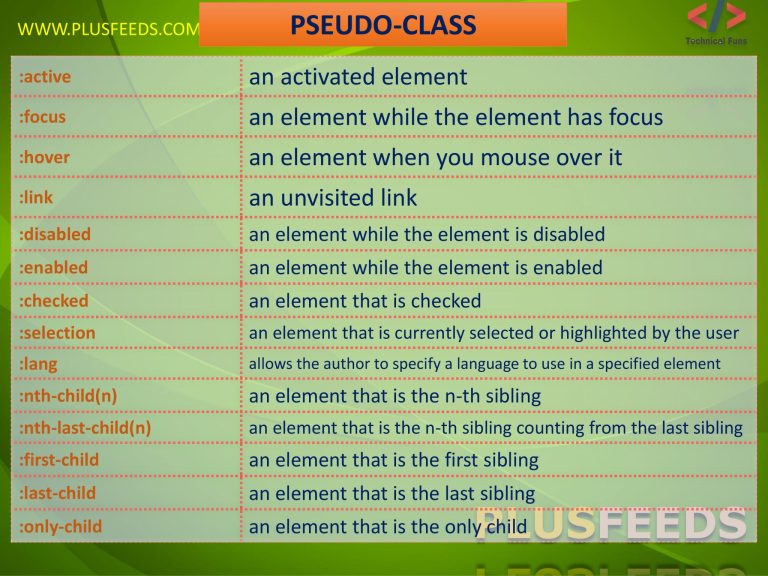 WWW.PLUSFEEDS.COM
PSEUDO-CLASS
</>
Technical Funs
:active an activated element
:focus an element while the element has focus
:hover an element when you mouse over it
:link an unvisited link
:disabled an element while the element is disabled
:enabled an element while the element is enabled
:checked an element that is checked
:selection an element that is currently selected or highlighted by the user
:lang allows the author to specify a language to use in a specified element
:nth-child(n) an element that is the n-th sibling
:nth-last-child(n) an element that is the n-th sibling counting from the last sibling
:first-child an element that is the first sibling
:last-child an element that is the last sibling
:only-child an element that is the only child
PLUSFEEDS